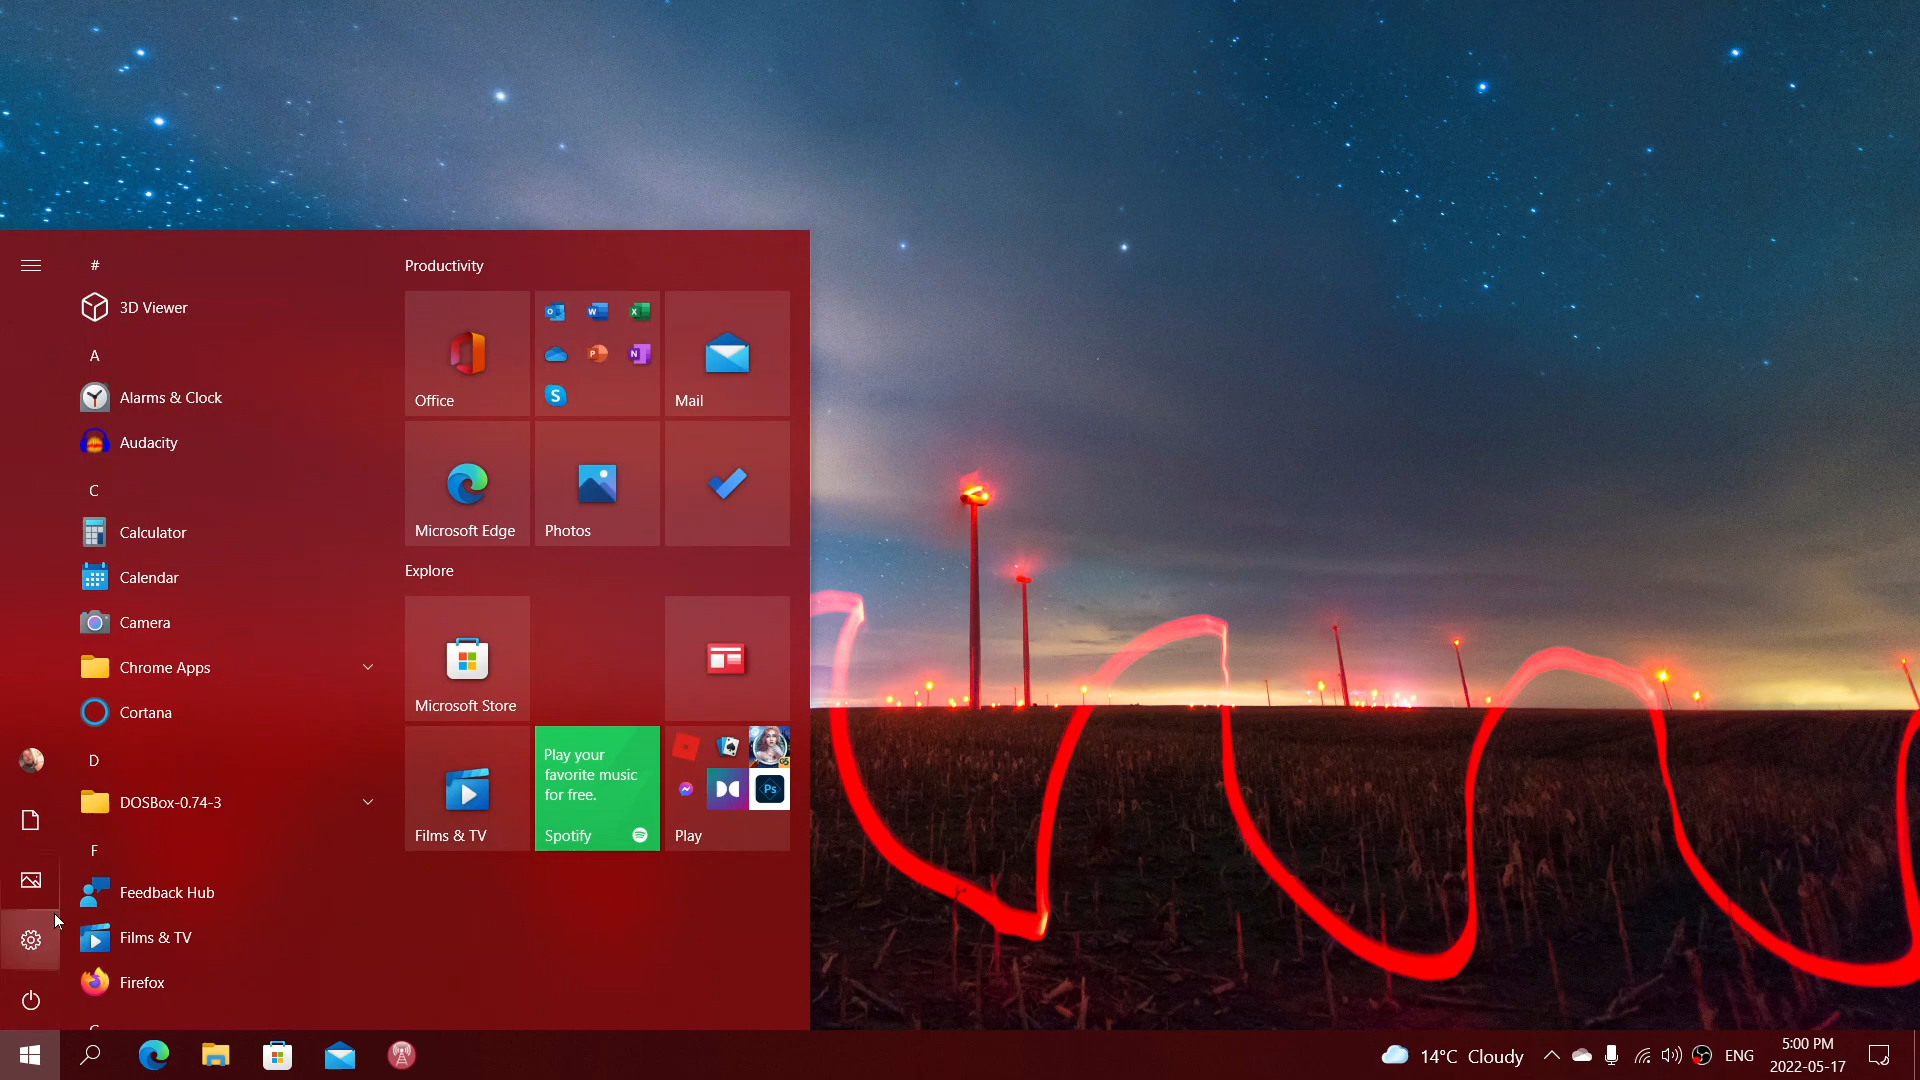 #
3D Viewer
A
Alarms & Clock
Audacity
C
Calculator
Calendar
Camera
Chrome Apps
Cortana
D
DOSBox-0.74-3
F
Feedback Hub
Films & TV
Firefox
Productivity
Office
Mail
Microsoft Edge
Photos
Explore
Microsoft Store
Films & TV
Play your
favorite music
for free.
Spotify
Play
Ps
14°C Cloudy
ENG
5:00 PM
2022-05-17